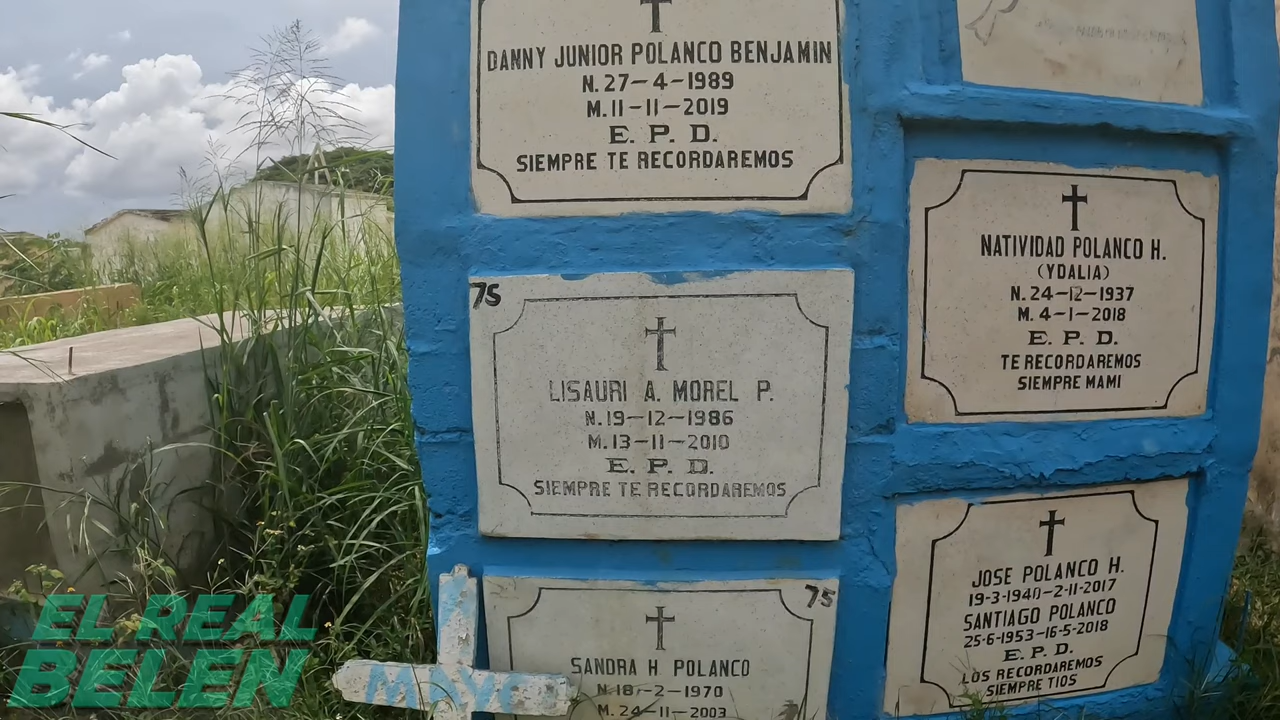 DANNY JUNIOR POLANCO BENJAMIN
N. 27-4-1989
M. 11-11-2019
E. P. D.
SIEMPRE TE RECORDAREMOS
75
LISAURI A. MOREL P.
N. 19-12-1986
M. 13-11-2010
E. P. D.
SIEMPRE TE RECORDAREMOS
75
SANDRA H POLANCO
N. 18-2-1970
M. 24-11-2003
NATIVIDAD POLANCO H.
(YDALIA)
N. 24-12-1937
M. 4-1-2018
E. P. D.
TE RECORDAREMOS
SIEMPRE MAMI
JOSE POLANCO H.
19-3-1940-2-11-2017
SANTIAGO POLANCO
25-6-1953-16-5-2018
E. P. D.
LOS RECORDAREMOS
SIEMPRE TIOS
MAYO
EL REAL
BELEN